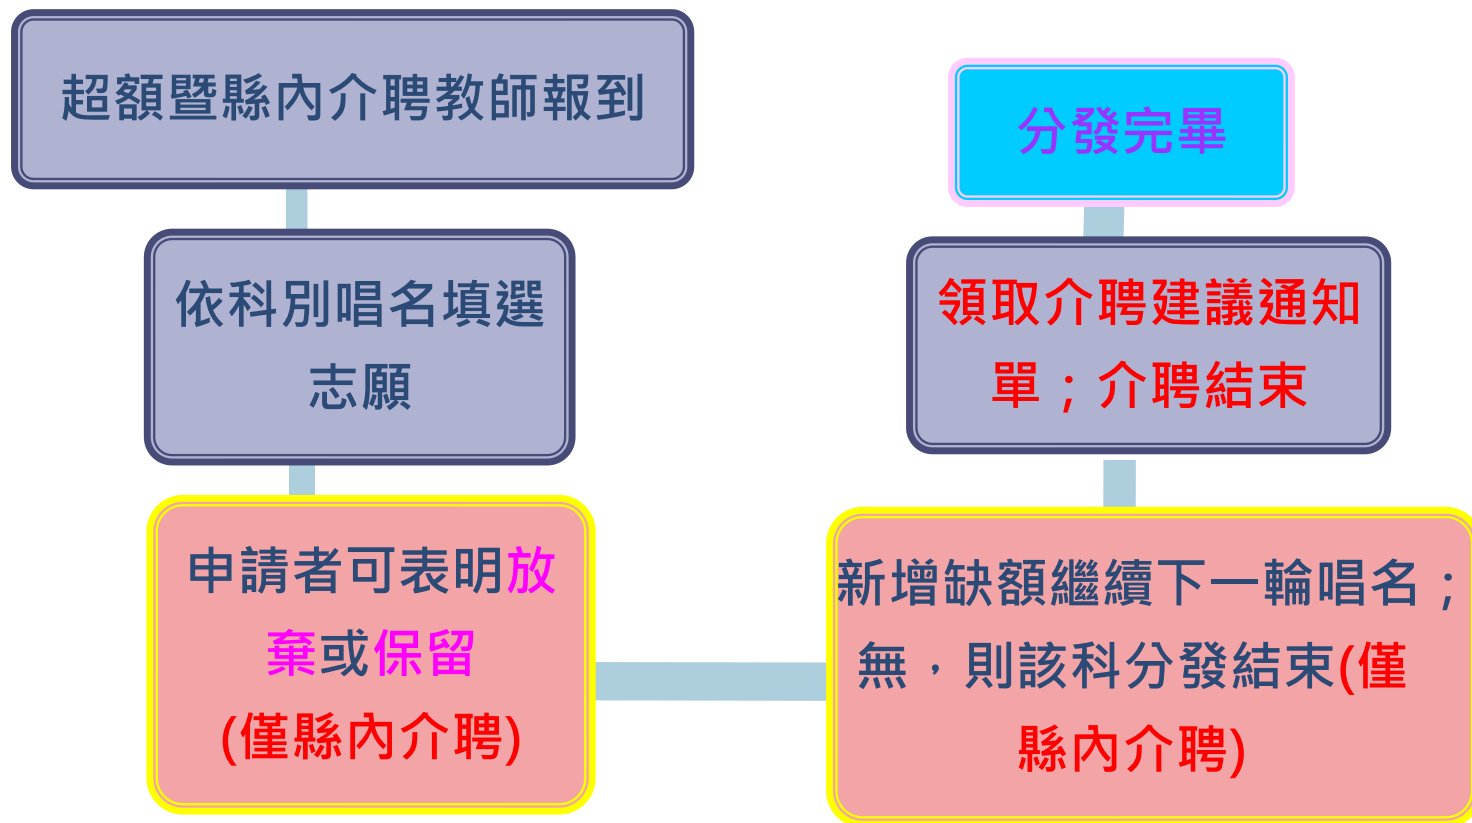 超額暨縣內介聘教師報到
依科別唱名填選
志願
申請者可表明放
棄或保留
(僅縣內介聘)
新增缺額繼續下一輪唱名；
無，則該科分發結束(僅
縣內介聘)
領取介聘建議通知
單；介聘結束
分發完畢